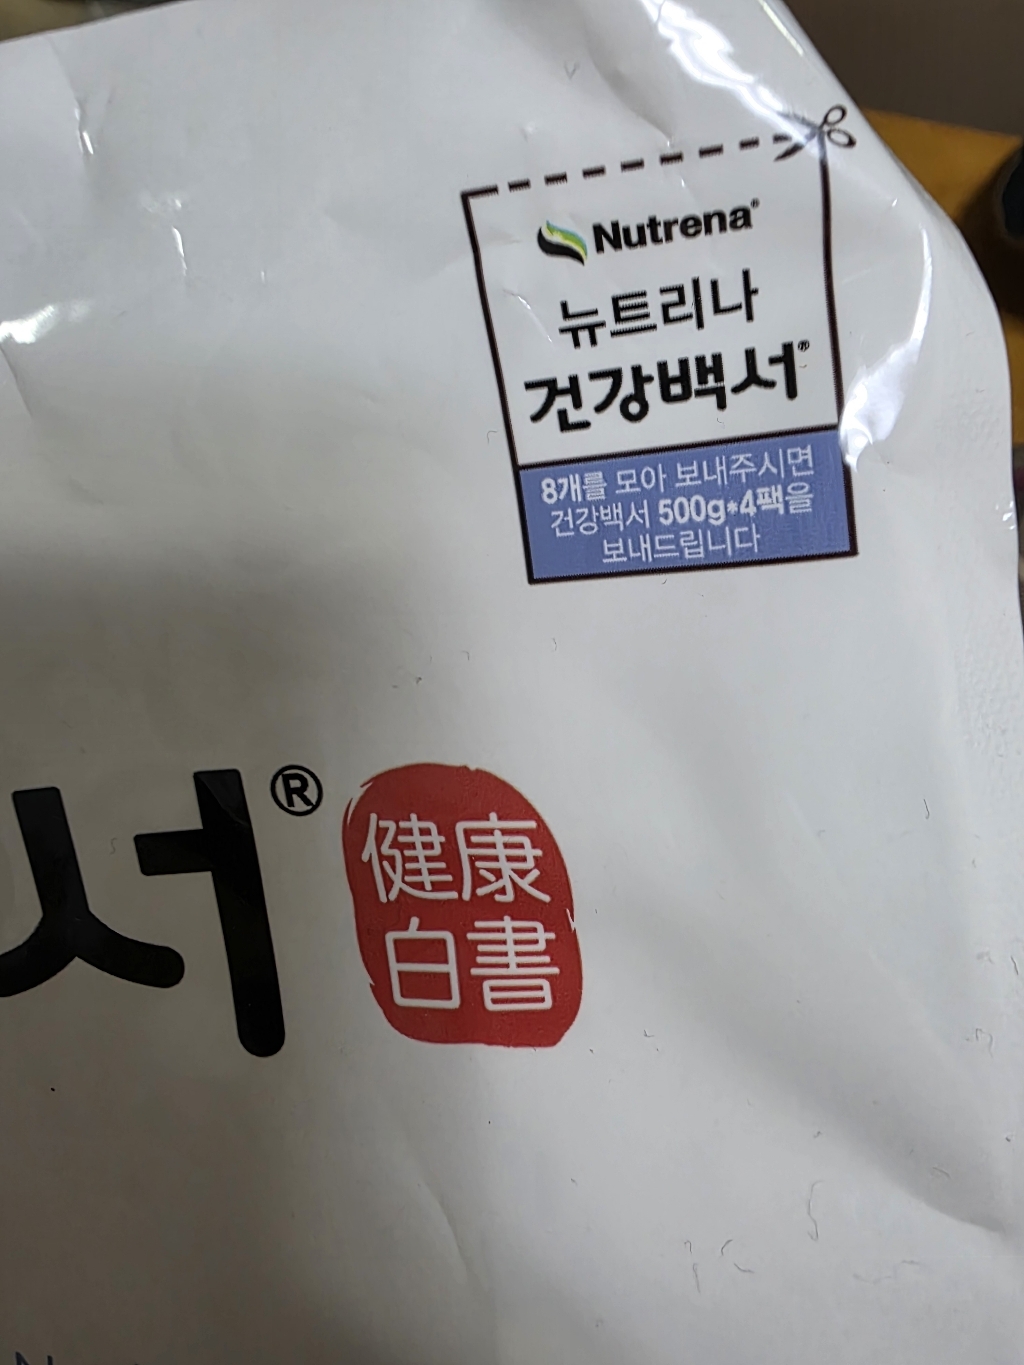 Nutrena®
뉴트리나
건강백서®
8개를 모아 보내주시면
건강백서 500g*4팩을
보내드립니다
서®
健康
白書